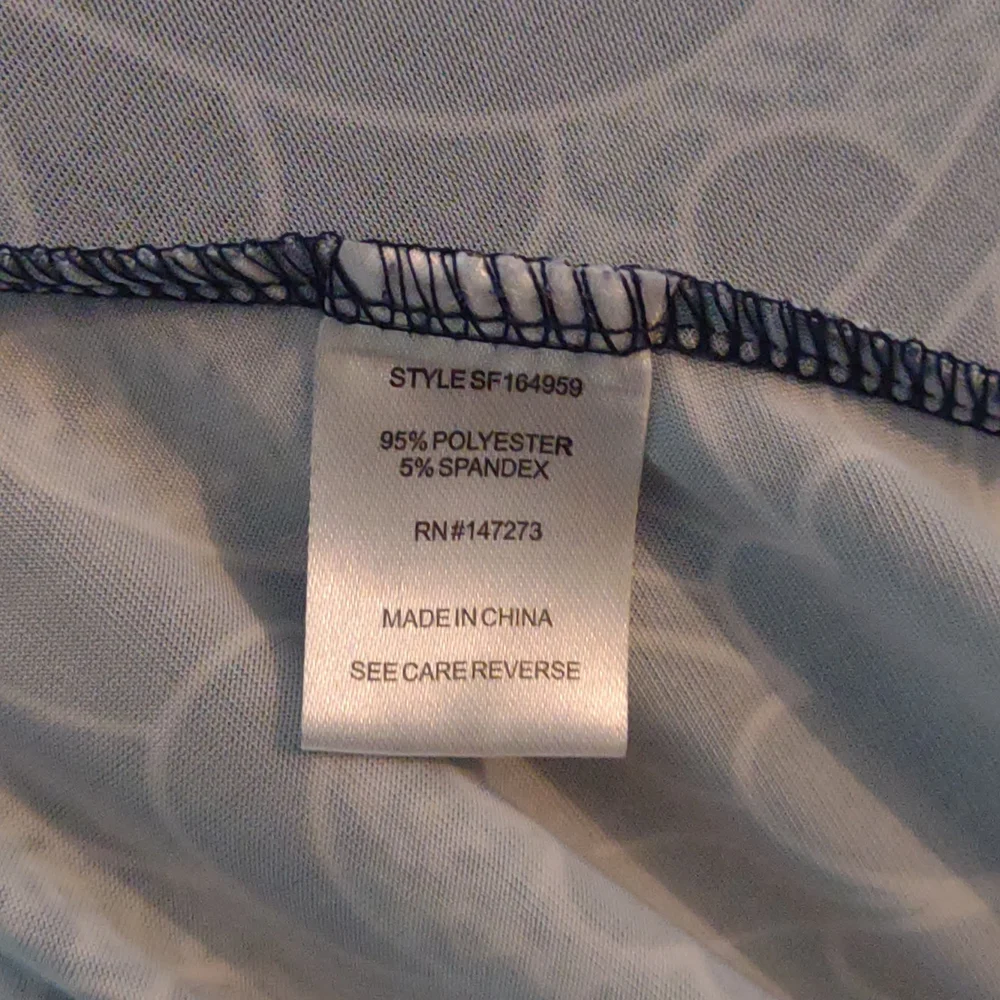 STYLE SF164959
95% POLYESTER
5% SPANDEX
RN#147273
MADE IN CHINA
SEE CARE REVERSE